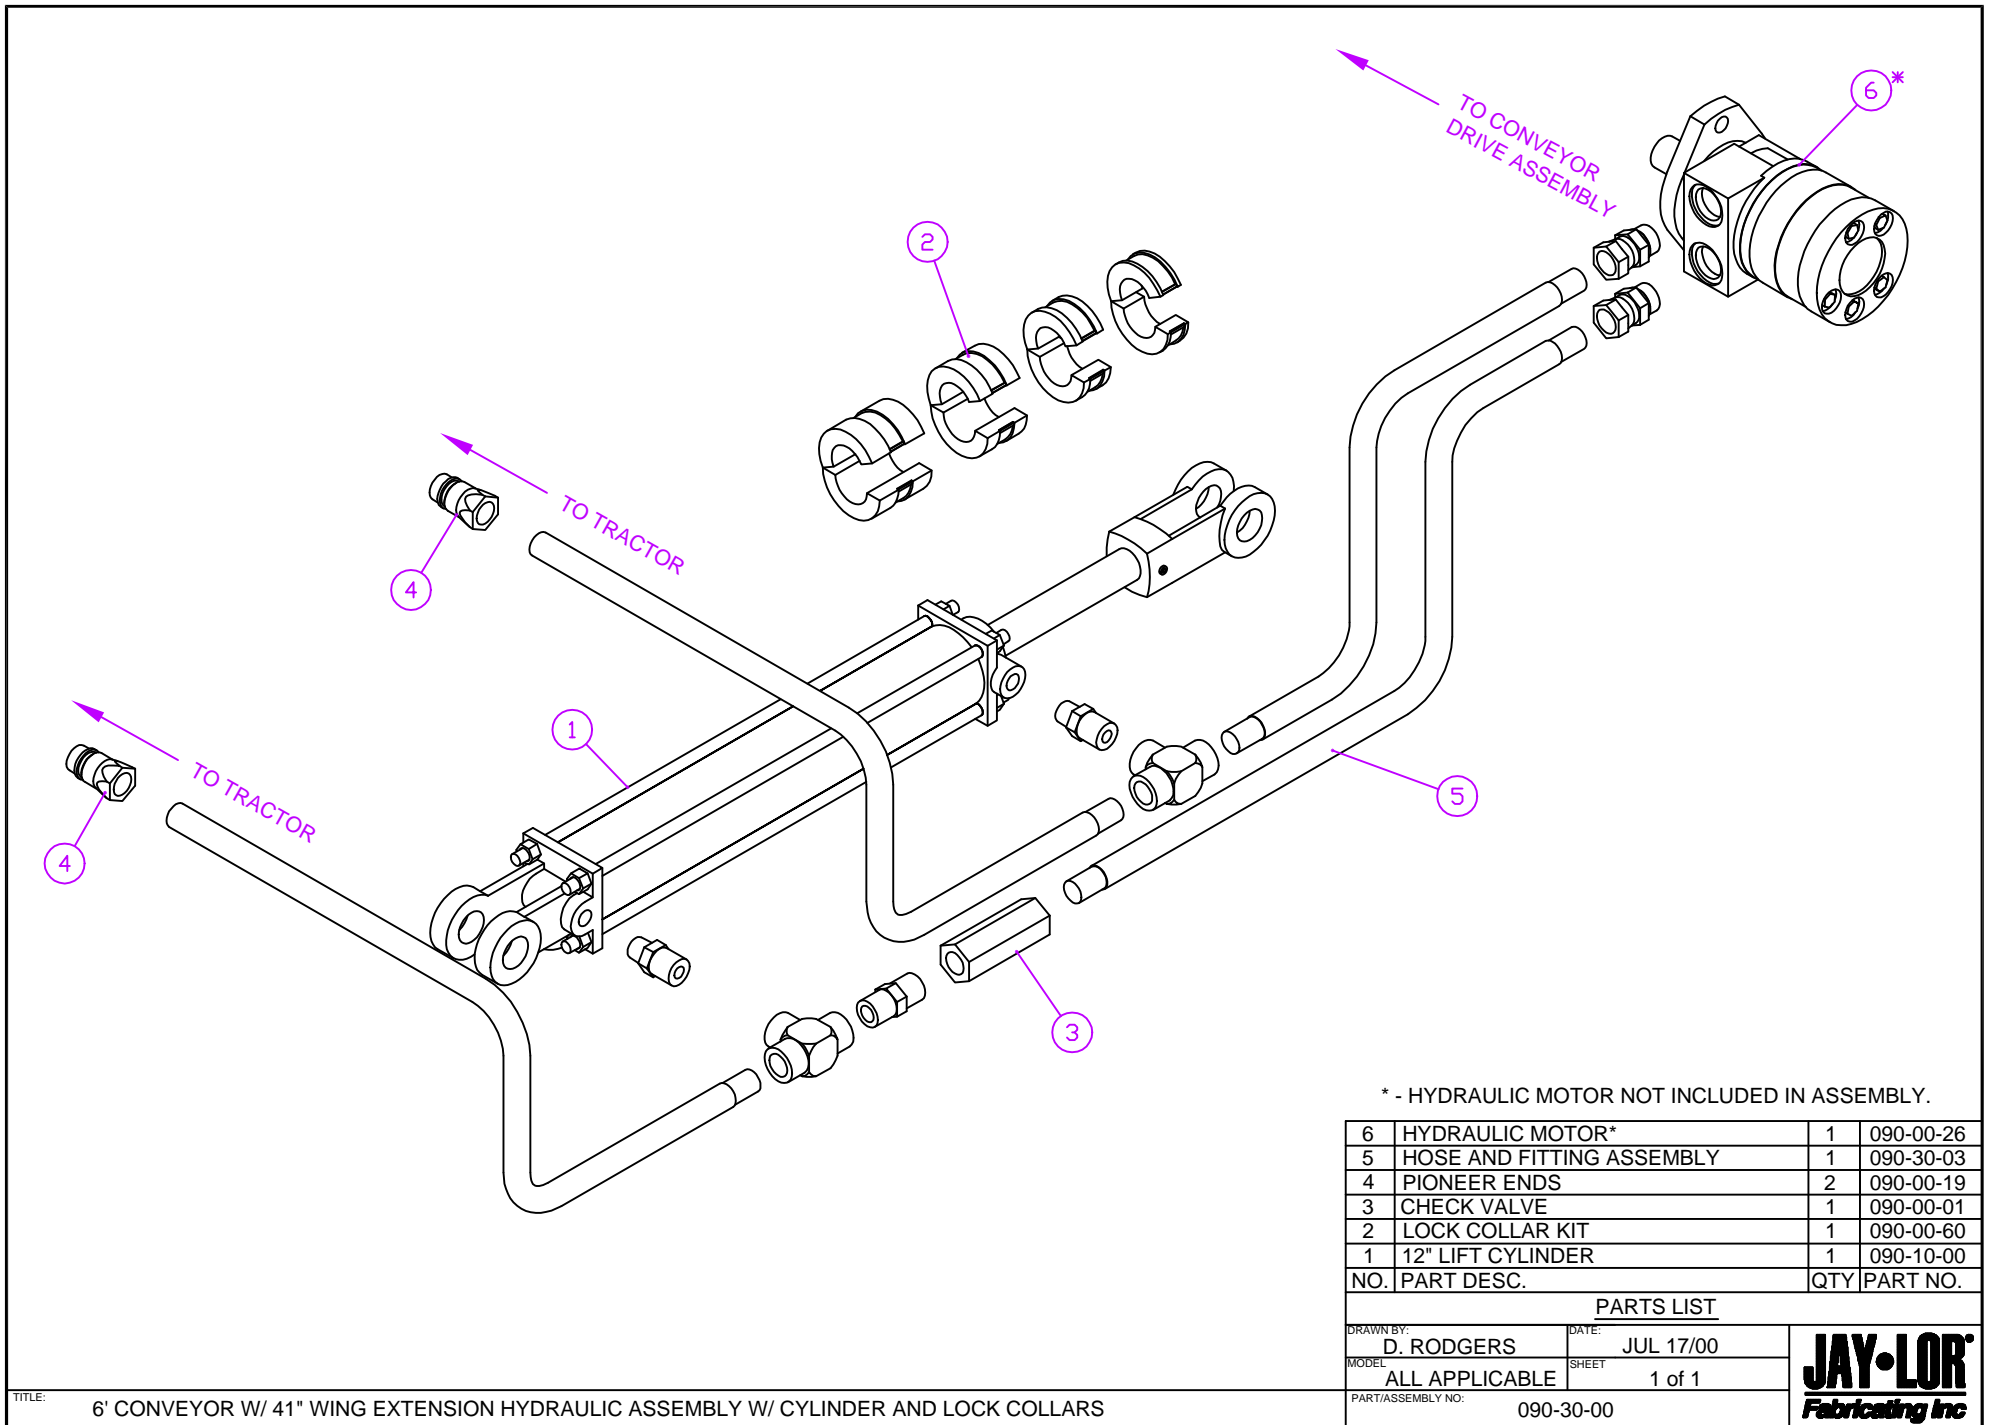 6*
TO CONVEYOR
DRIVE ASSEMBLY
2
TO TRACTOR
4
1
TO TRACTOR
5
4
3
* - HYDRAULIC MOTOR NOT INCLUDED IN ASSEMBLY.
6 HYDRAULIC MOTOR* 1 090-00-26
5 HOSE AND FITTING ASSEMBLY 1 090-30-03
4 PIONEER ENDS 2 090-00-19
3 CHECK VALVE 1 090-00-01
2 LOCK COLLAR KIT 1 090-00-60
1 12" LIFT CYLINDER 1 090-10-00
NO. PART DESC. QTY PART NO.
PARTS LIST
DRAWN BY: D. RODGERS DATE: JUL 17/00
MODEL ALL APPLICABLE SHEET 1 of 1
PART/ASSEMBLY NO: 090-30-00
JAY•LOR®
Fabricating Inc
TITLE: 6' CONVEYOR W/ 41" WING EXTENSION HYDRAULIC ASSEMBLY W/ CYLINDER AND LOCK COLLARS